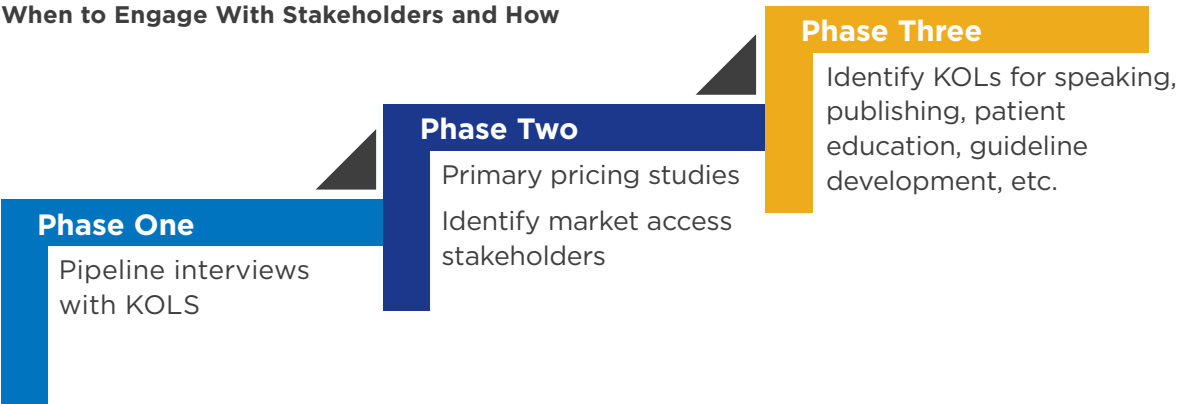 When to Engage With Stakeholders and How
Phase One
Pipeline interviews
with KOLS
Phase Two
Primary pricing studies
Identify market access
stakeholders
Phase Three
Identify KOLs for speaking,
publishing, patient
education, guideline
development, etc.